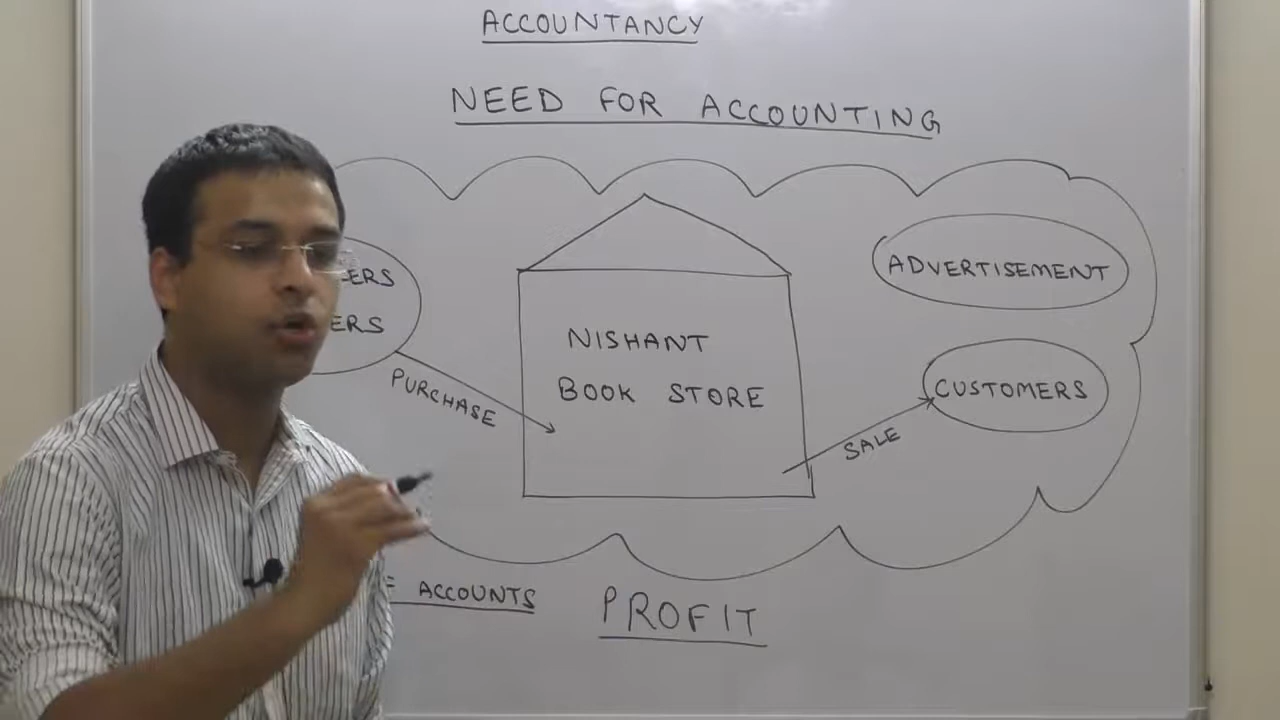 ACCOUNTANCY
NEED FOR ACCOUNTING
ERS
ERS
PURCHASE
NISHANT
BOOK STORE
ADVERTISEMENT
CUSTOMERS
SALE
= ACCOUNTS
PROFIT